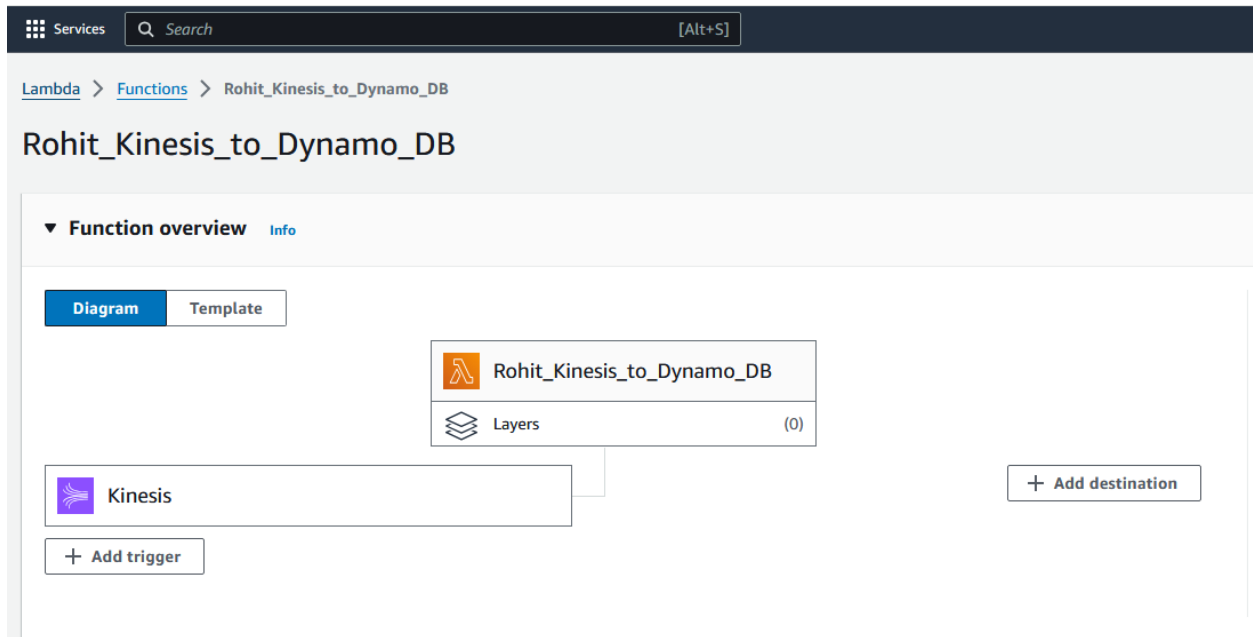 Services Search [Alt+S]
Lambda > Functions > Rohit_Kinesis_to_Dynamo_DB
Rohit_Kinesis_to_Dynamo_DB
Function overview Info
Diagram Template
Rohit_Kinesis_to_Dynamo_DB
Layers (0)
Kinesis
+ Add destination
+ Add trigger